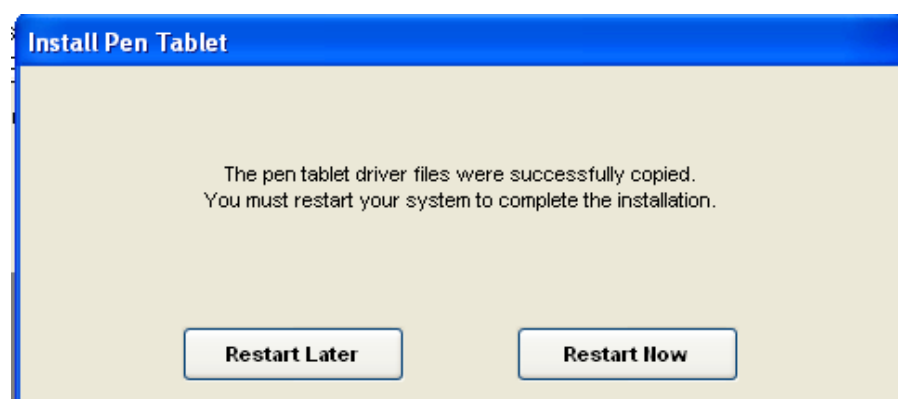 Install Pen Tablet
The pen tablet driver files were successfully copied.
You must restart your system to complete the installation.
Restart Later
Restart Now